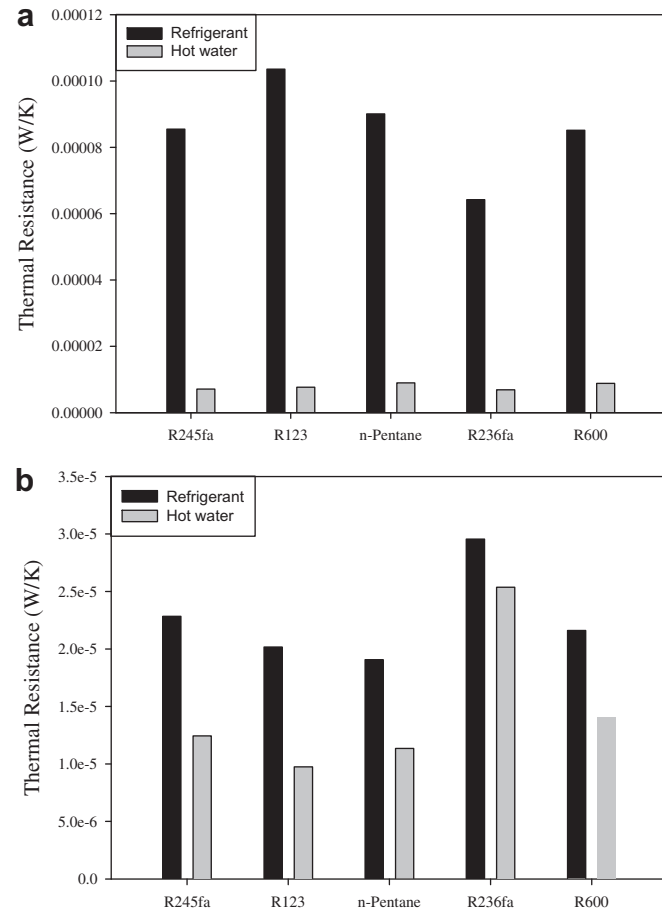 a
0.00012
0.00010
0.00008
0.00006
0.00004
0.00002
0.00000
Thermal Resistance (W/K)
Refrigerant
Hot water
R245fa R123 n-Pentane R236fa R600
b
3.5e-5
3.0e-5
2.5e-5
2.0e-5
1.5e-5
1.0e-5
5.0e-6
0.0
Thermal Resistance (W/K)
Refrigerant
Hot water
R245fa R123 n-Pentane R236fa R600